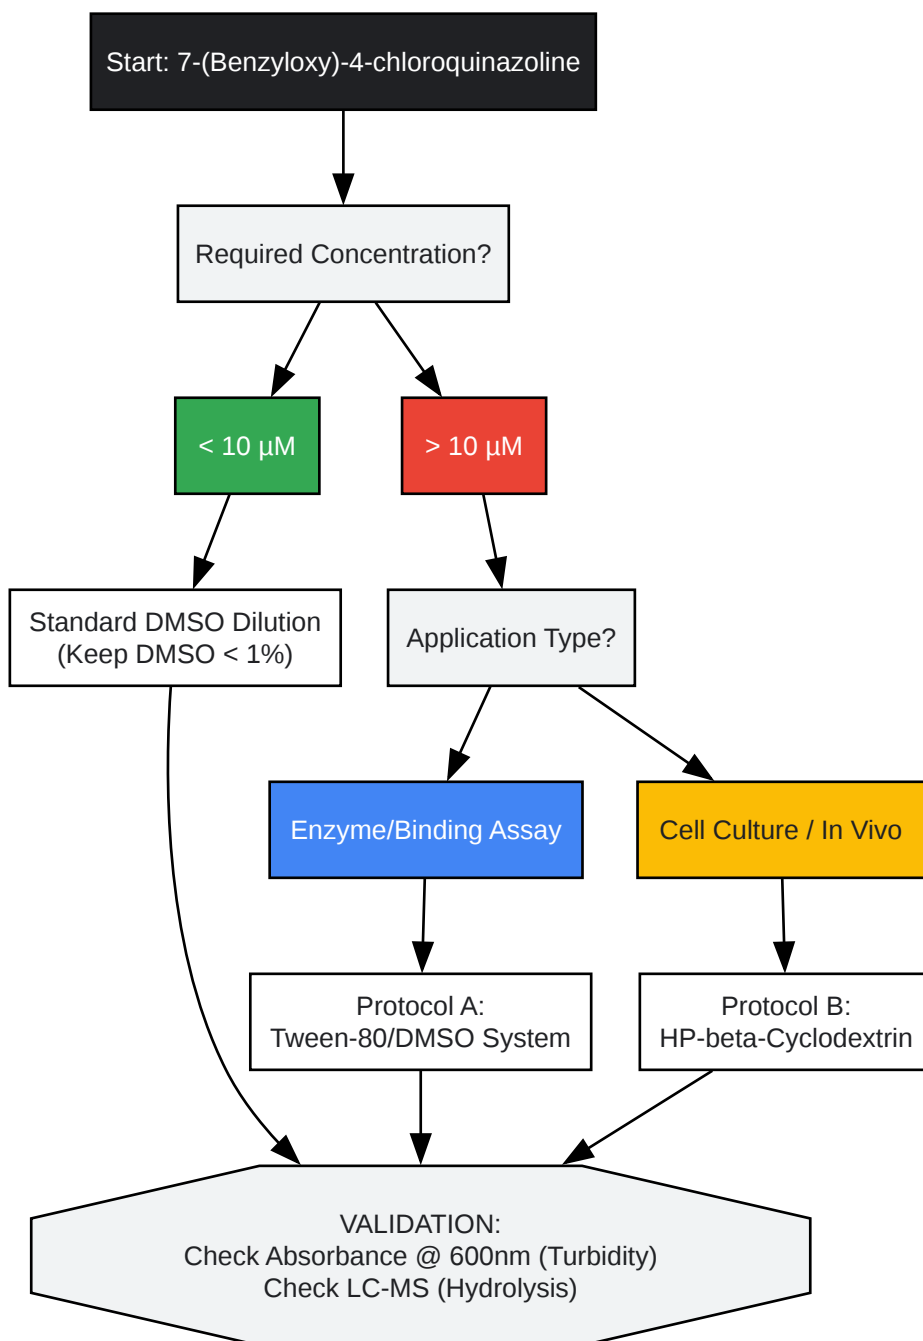 Start: 7-(Benzyloxy)-4-chloroquinazoline
Required Concentration?
< 10 µM
> 10 µM
Standard DMSO Dilution
(Keep DMSO < 1%)
Application Type?
Enzyme/Binding Assay
Cell Culture / In Vivo
Protocol A:
Tween-80/DMSO System
Protocol B:
HP-beta-Cyclodextrin
VALIDATION:
Check Absorbance @ 600nm (Turbidity)
Check LC-MS (Hydrolysis)